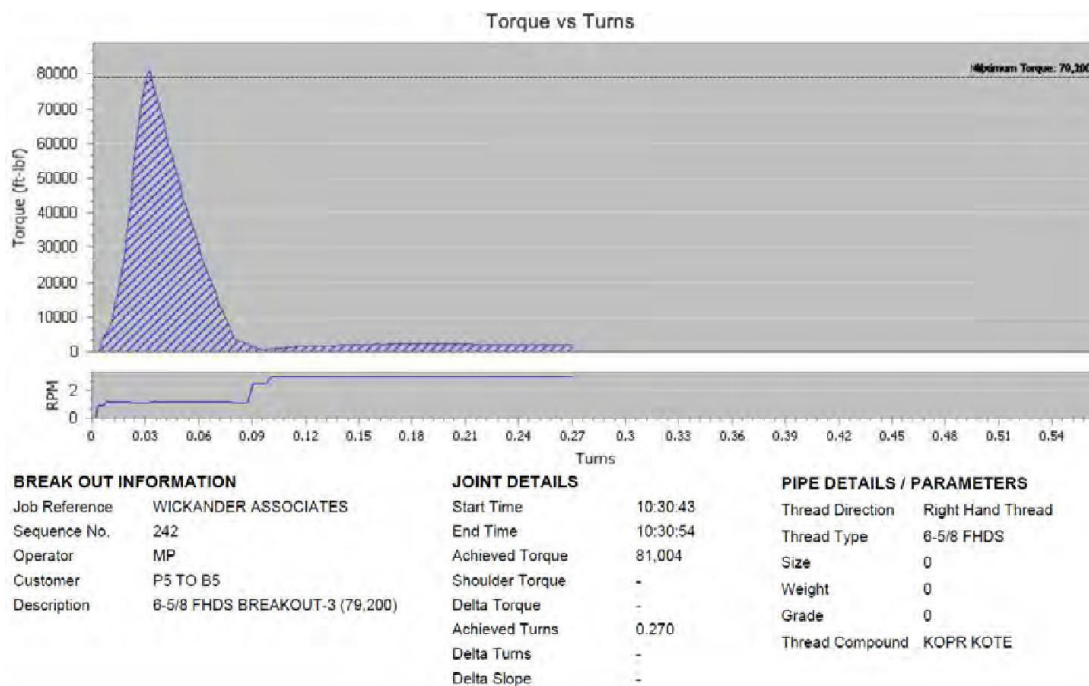 Torque vs Turns
Maximum Torque: 79,200
80000
70000
60000
50000
40000
30000
20000
10000
0
Torque (ft-lbf)
2
0
RPM
0 0.03 0.06 0.09 0.12 0.15 0.18 0.21 0.24 0.27 0.3 0.33 0.36 0.39 0.42 0.45 0.48 0.51 0.54
Turns
BREAK OUT INFORMATION
Job Reference WICKANDER ASSOCIATES
Sequence No. 242
Operator MP
Customer P5 TO B5
Description 6-5/8 FHDS BREAKOUT-3 (79,200)
JOINT DETAILS
Start Time 10:30:43
End Time 10:30:54
Achieved Torque 81,004
Shoulder Torque -
Delta Torque -
Achieved Turns 0.270
Delta Turns -
Delta Slope -
PIPE DETAILS / PARAMETERS
Thread Direction Right Hand Thread
Thread Type 6-5/8 FHDS
Size 0
Weight 0
Grade 0
Thread Compound KOPR KOTE